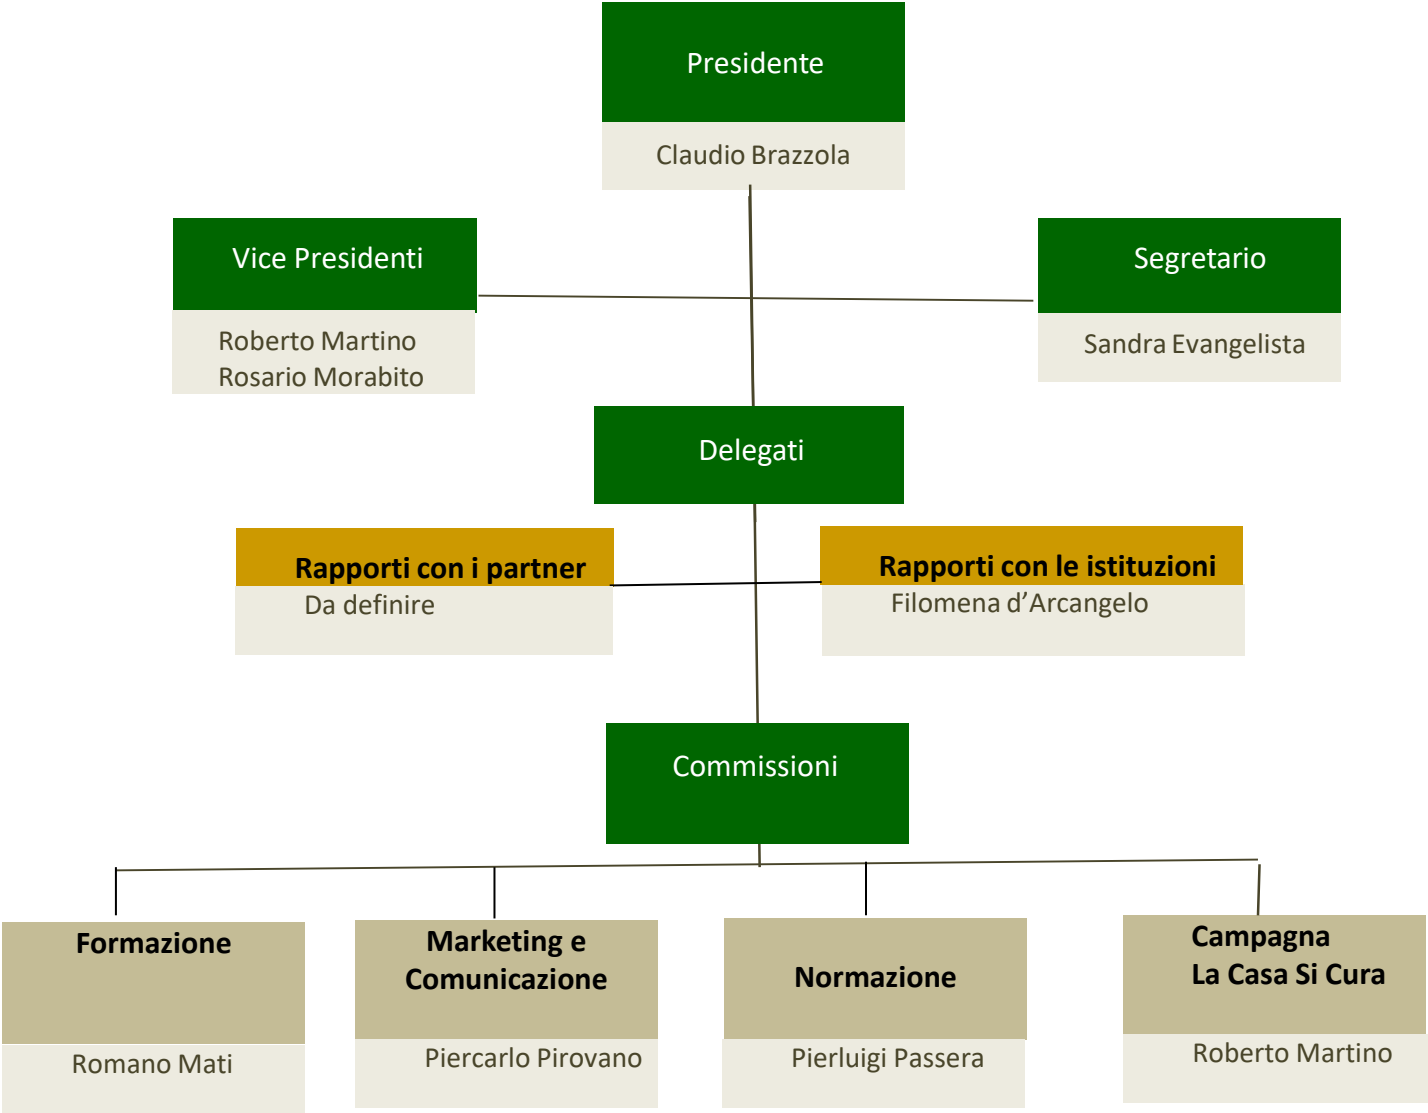 Presidente
Claudio Brazzola
Vice Presidenti
Roberto Martino
Rosario Morabito
Segretario
Sandra Evangelista
Delegati
Rapporti con i partner
Da definire
Rapporti con le istituzioni
Filomena d’Arcangelo
Commissioni
Formazione
Romano Mati
Marketing e
Comunicazione
Piercarlo Pirovano
Normazione
Pierluigi Passera
Campagna
La Casa Si Cura
Roberto Martino